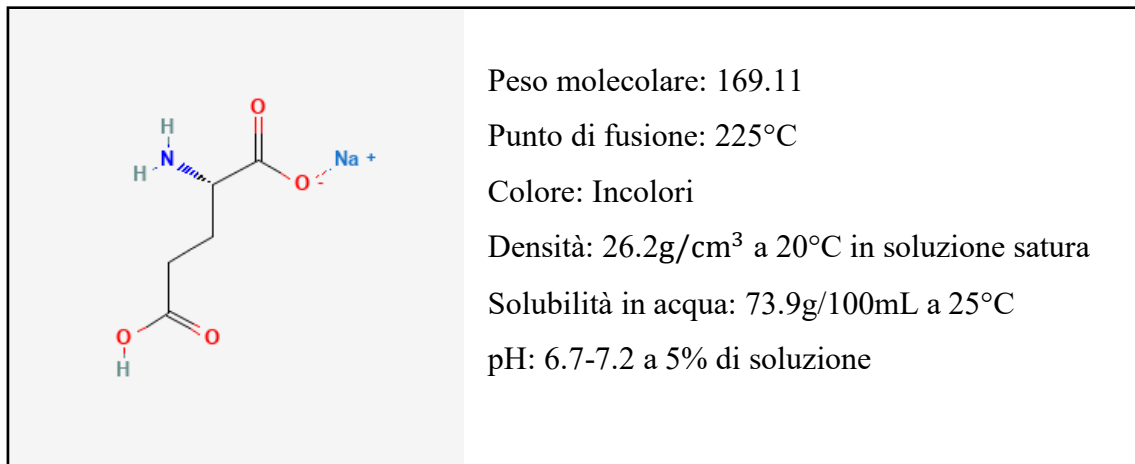 H
H
N
O
O
-
Na +
O
H
O
Peso molecolare: 169.11
Punto di fusione: 225°C
Colore: Incolori
Densità: 26.2g/cm³ a 20°C in soluzione satura
Solubilità in acqua: 73.9g/100mL a 25°C
pH: 6.7-7.2 a 5% di soluzione